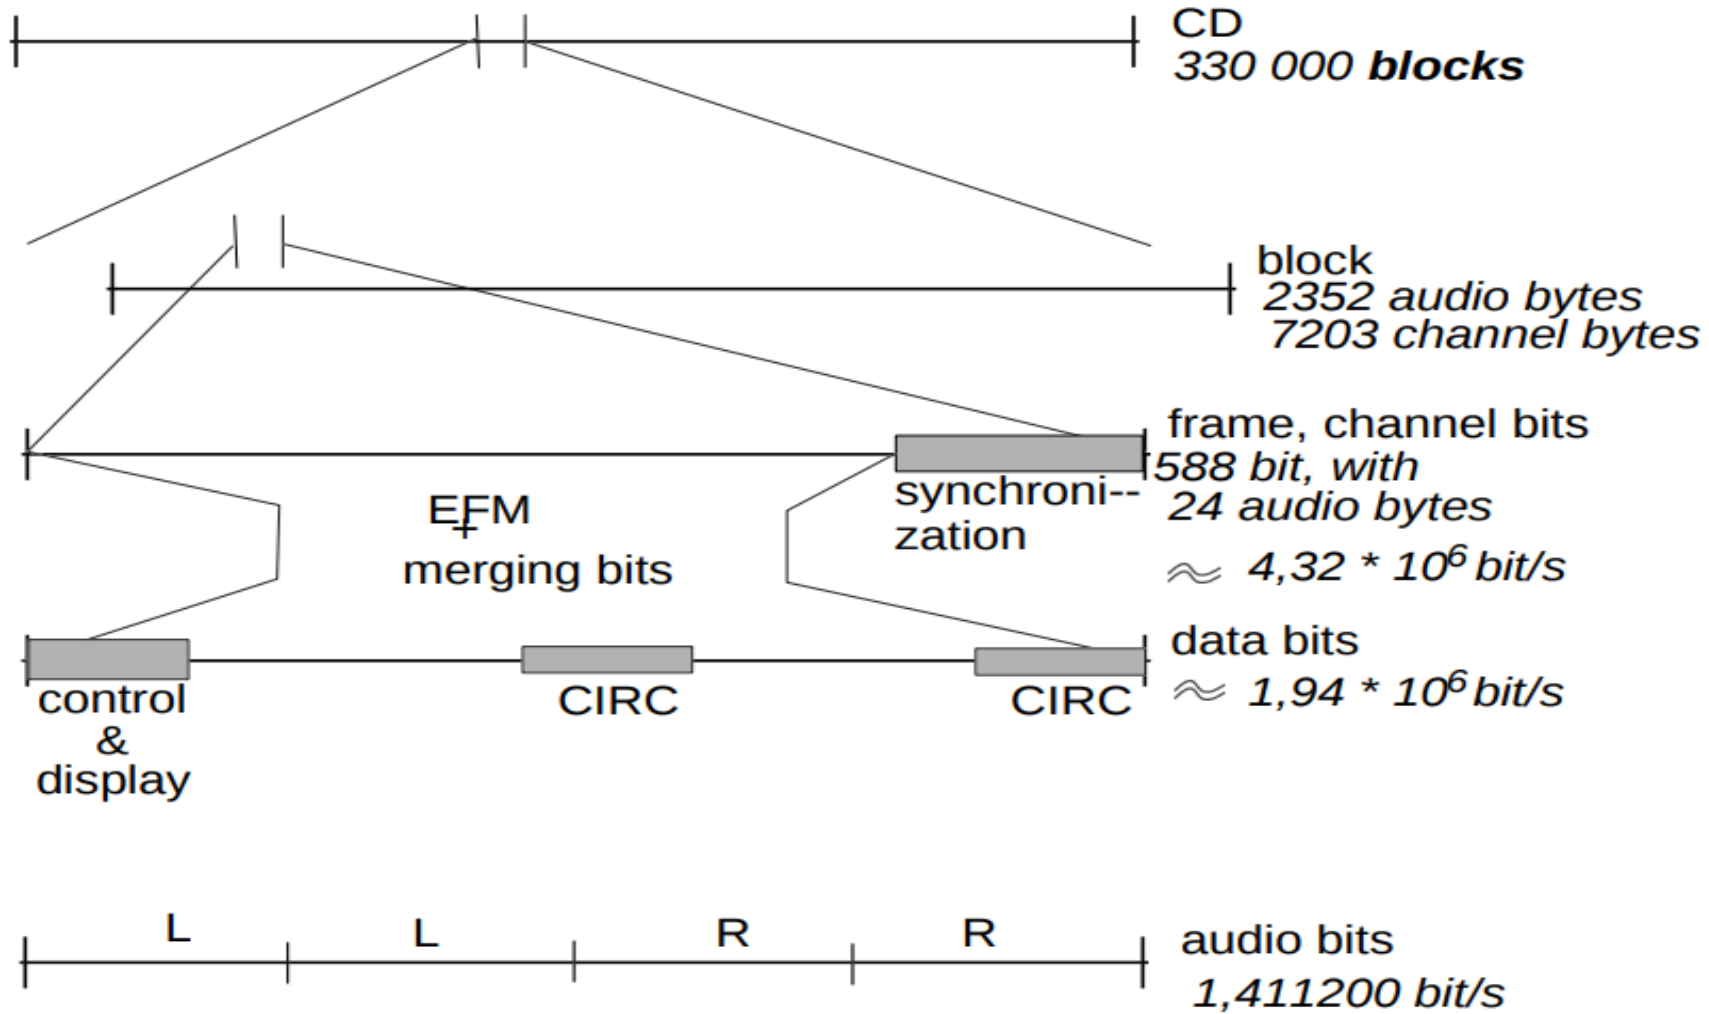 CD
330 000 blocks
block
2352 audio bytes
7203 channel bytes
frame, channel bits
588 bit, with
24 audio bytes
≈ 4,32 * 10⁶ bit/s
synchroni--
zation
EFM
+
merging bits
data bits
≈ 1,94 * 10⁶ bit/s
control
&
display
CIRC
CIRC
L L R R
audio bits
1,411200 bit/s